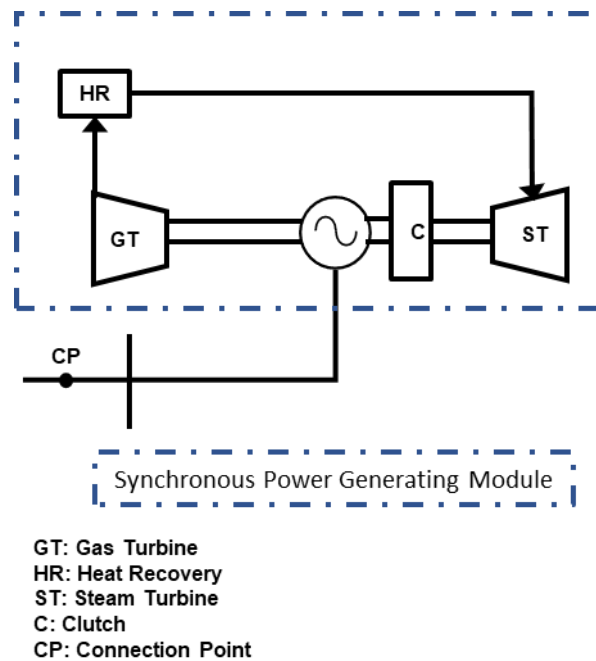 HR
GT
C
ST
CP
Synchronous Power Generating Module
GT: Gas Turbine
HR: Heat Recovery
ST: Steam Turbine
C: Clutch
CP: Connection Point